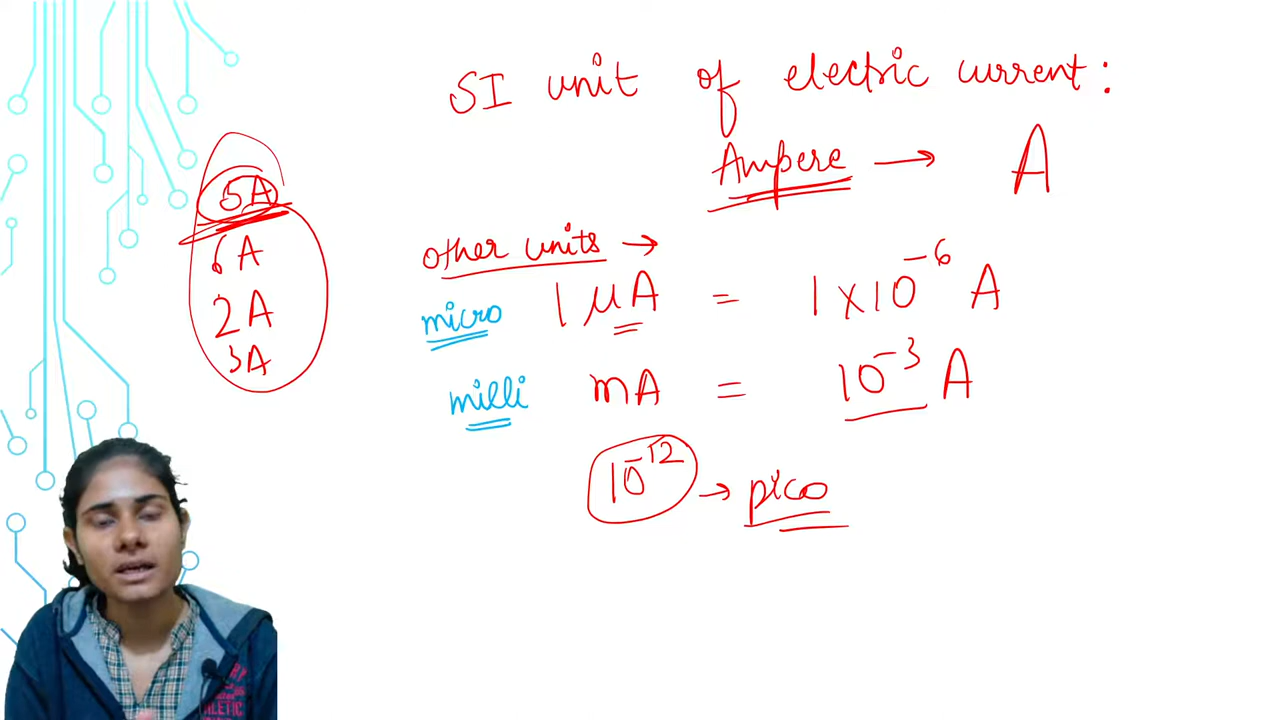 SI unit of electric current:
Ampere → A
5A
6A
2A
3A
other units →
micro 1 μA = 1 x 10⁻⁶ A
milli mA = 10⁻³ A
10⁻¹² → pico